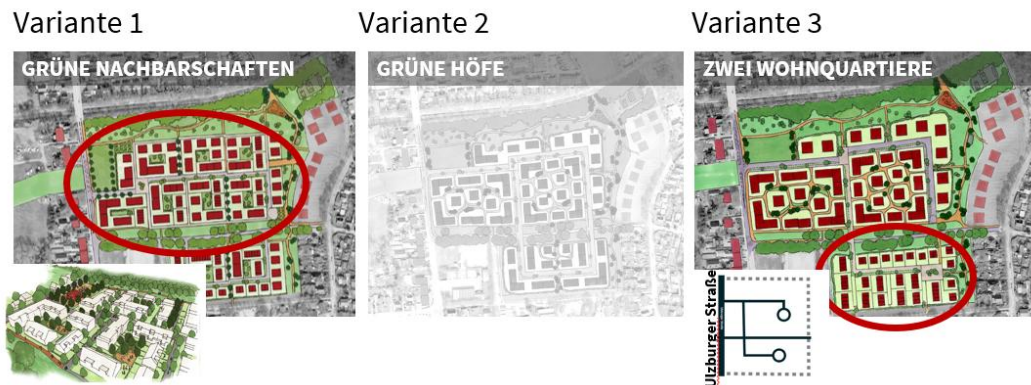 Variante 1
Variante 2
Variante 3
GRÜNE NACHBARSCHAFTEN
GRÜNE HÖFE
ZWEI WOHNQUARTIERE
Ulzburger Straße